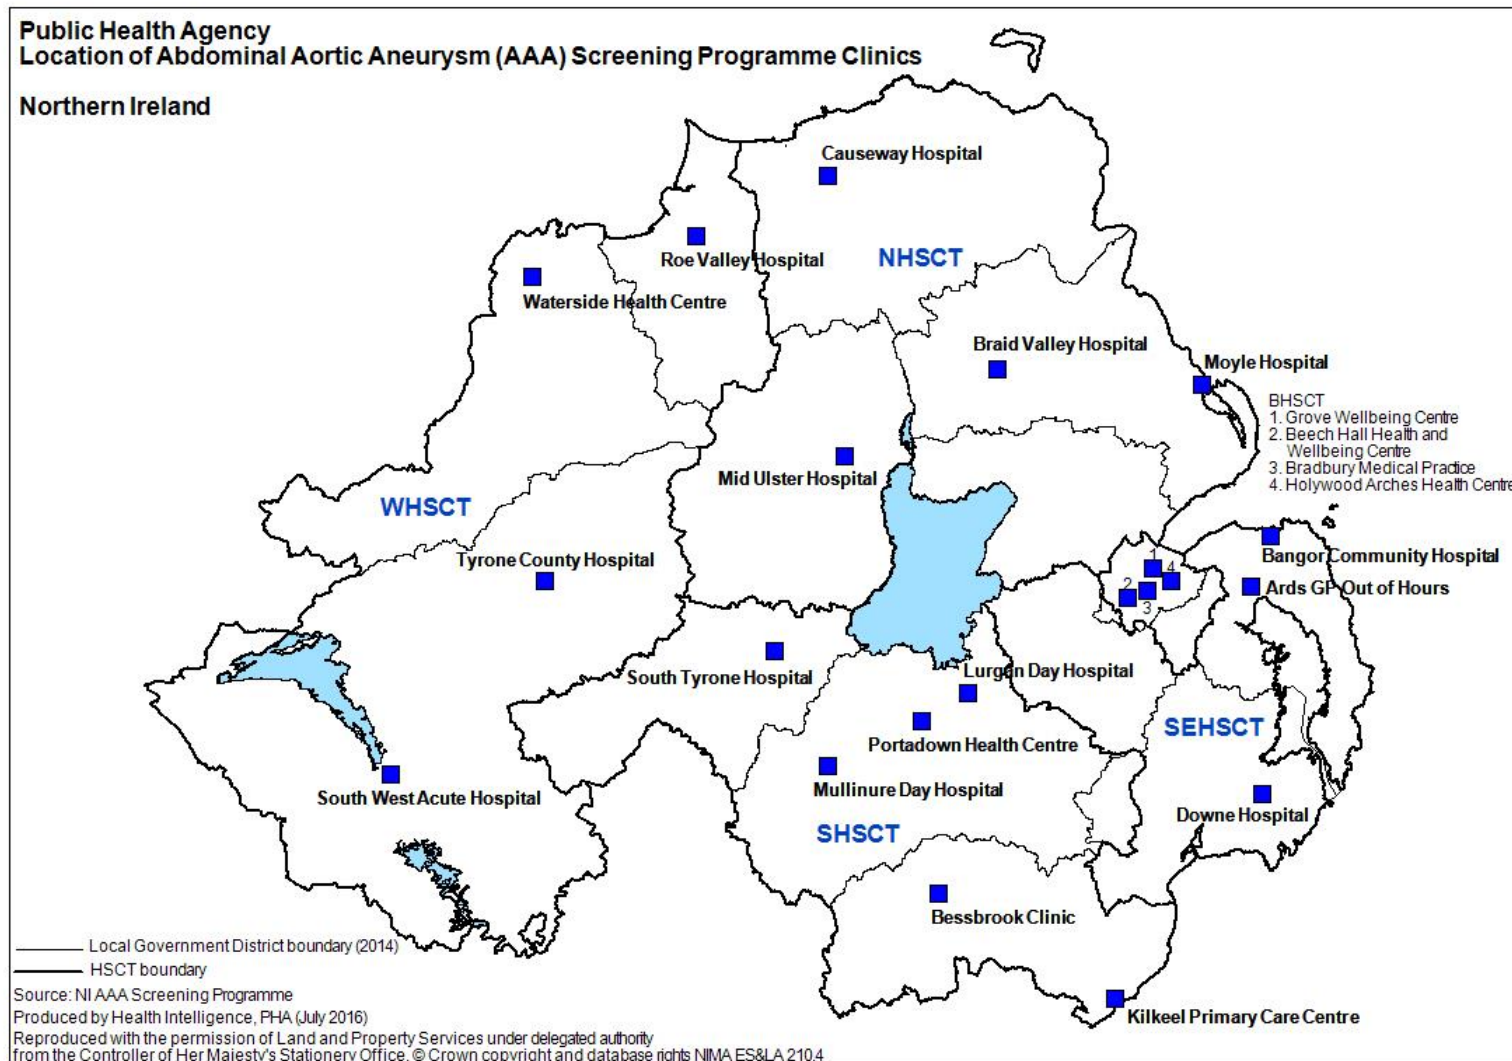 Public Health Agency
Location of Abdominal Aortic Aneurysm (AAA) Screening Programme Clinics
Northern Ireland
Causeway Hospital
Roe Valley Hospital
NHSCT
Waterside Health Centre
Braid Valley Hospital
Moyle Hospital
BHSCT
1. Grove Wellbeing Centre
2. Beech Hall Health and
Wellbeing Centre
3. Bradbury Medical Practice
4. Holywood Arches Health Centre
Mid Ulster Hospital
WHSCT
Tyrone County Hospital
Bangor Community Hospital
1
4
2
3
Ards GP Out of Hours
South Tyrone Hospital
Lurgan Day Hospital
SEHSCT
Portadown Health Centre
Mullinure Day Hospital
South West Acute Hospital
Downe Hospital
SHSCT
Bessbrook Clinic
Kilkeel Primary Care Centre
Local Government District boundary (2014)
HSCT boundary
Source: NI AAA Screening Programme
Produced by Health Intelligence, PHA (July 2016)
Reproduced with the permission of Land and Property Services under delegated authority
from the Controller of Her Majesty's Stationery Office, © Crown copyright and database rights NIMA ES&LA 210.4